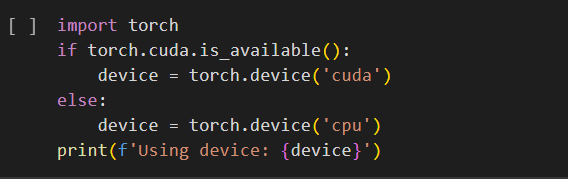 [ ] import torch
if torch.cuda.is_available():
    device = torch.device('cuda')
else:
    device = torch.device('cpu')
print(f'Using device: {device}')